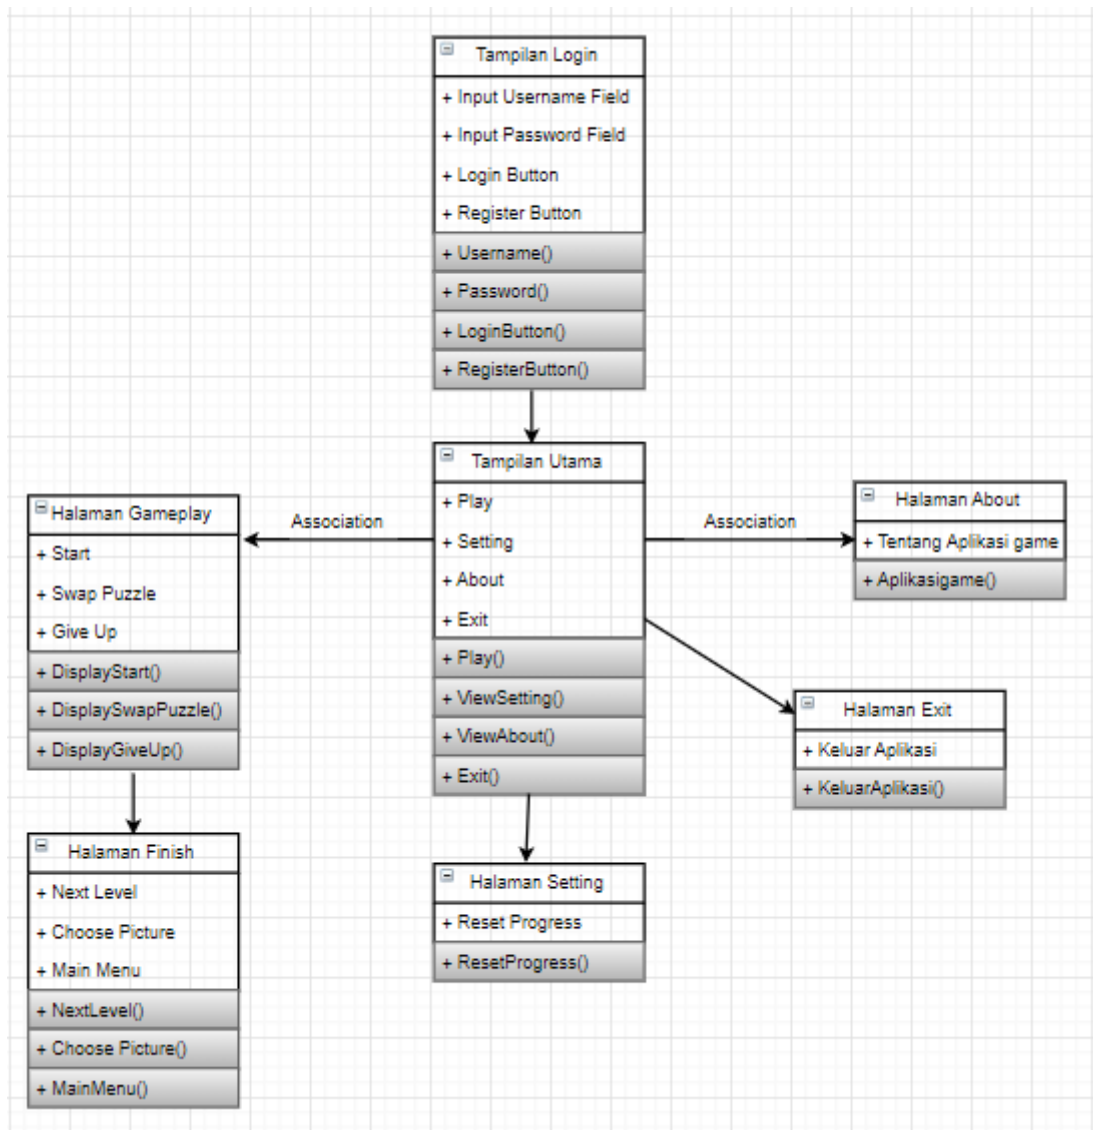 Tampilan Login
+ Input Username Field
+ Input Password Field
+ Login Button
+ Register Button
+ Username()
+ Password()
+ LoginButton()
+ RegisterButton()
Tampilan Utama
+ Play
+ Setting
+ About
+ Exit
+ Play()
+ ViewSetting()
+ ViewAbout()
+ Exit()
Association
Association
Halaman Gameplay
+ Start
+ Swap Puzzle
+ Give Up
+ DisplayStart()
+ DisplaySwapPuzzle()
+ DisplayGiveUp()
Halaman About
+ Tentang Aplikasi game
+ Aplikasigame()
Halaman Exit
+ Keluar Aplikasi
+ KeluarAplikasi()
Halaman Finish
+ Next Level
+ Choose Picture
+ Main Menu
+ NextLevel()
+ Choose Picture()
+ MainMenu()
Halaman Setting
+ Reset Progress
+ ResetProgress()